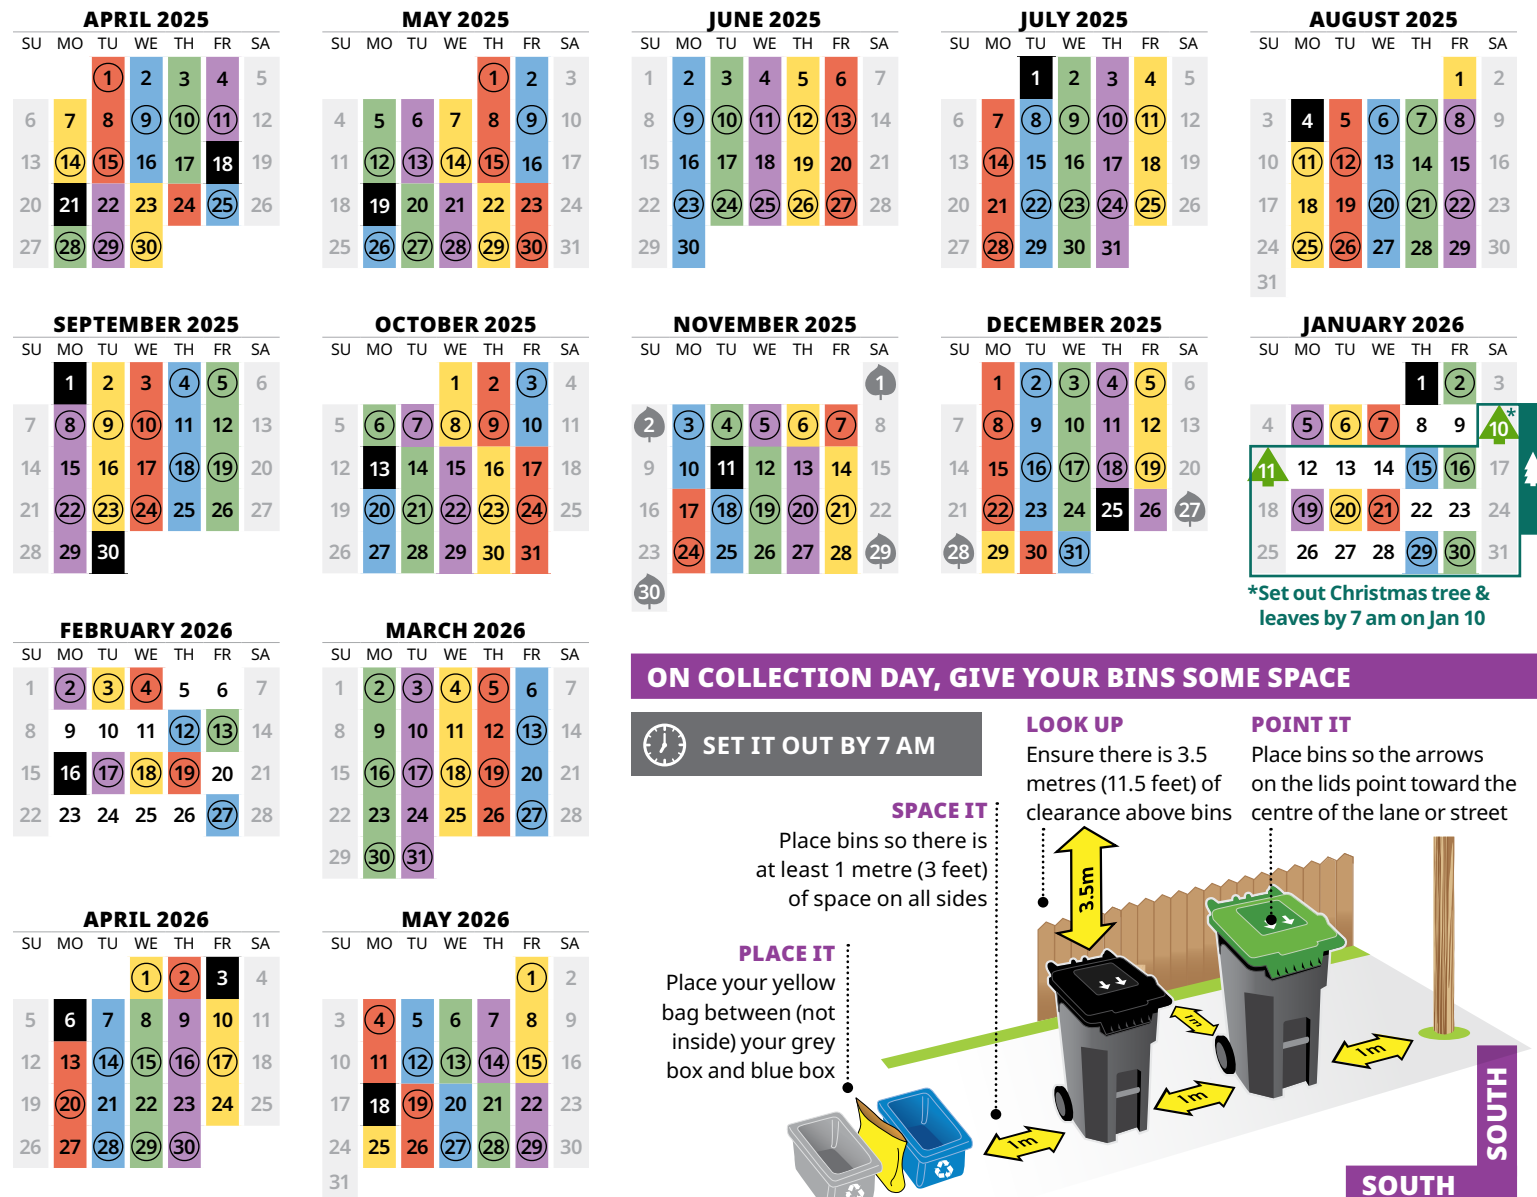 APRIL 2025
SU MO TU WE TH FR SA
1 2 3 4 5
6 7 8 9 10 11 12
13 14 15 16 17 18 19
20 21 22 23 24 25 26
27 28 29 30
MAY 2025
SU MO TU WE TH FR SA
1 2 3
4 5 6 7 8 9 10
11 12 13 14 15 16 17
18 19 20 21 22 23 24
25 26 27 28 29 30 31
JUNE 2025
SU MO TU WE TH FR SA
1 2 3 4 5 6 7
8 9 10 11 12 13 14
15 16 17 18 19 20 21
22 23 24 25 26 27 28
29 30
JULY 2025
SU MO TU WE TH FR SA
1 2 3 4 5
6 7 8 9 10 11 12
13 14 15 16 17 18 19
20 21 22 23 24 25 26
27 28 29 30 31
AUGUST 2025
SU MO TU WE TH FR SA
1 2
3 4 5 6 7 8 9
10 11 12 13 14 15 16
17 18 19 20 21 22 23
24 25 26 27 28 29 30
31
SEPTEMBER 2025
SU MO TU WE TH FR SA
1 2 3 4 5 6
7 8 9 10 11 12 13
14 15 16 17 18 19 20
21 22 23 24 25 26 27
28 29 30
OCTOBER 2025
SU MO TU WE TH FR SA
1 2 3 4
5 6 7 8 9 10 11
12 13 14 15 16 17 18
19 20 21 22 23 24 25
26 27 28 29 30 31
NOVEMBER 2025
SU MO TU WE TH FR SA
1
2 3 4 5 6 7 8
9 10 11 12 13 14 15
16 17 18 19 20 21 22
23 24 25 26 27 28 29
30
DECEMBER 2025
SU MO TU WE TH FR SA
1 2 3 4 5 6
7 8 9 10 11 12 13
14 15 16 17 18 19 20
21 22 23 24 25 26 27
28 29 30 31
JANUARY 2026
SU MO TU WE TH FR SA
1 2 3
4 5 6 7 8 9 10*
11 12 13 14 15 16 17
18 19 20 21 22 23 24
25 26 27 28 29 30 31
*Set out Christmas tree &
leaves by 7 am on Jan 10
FEBRUARY 2026
SU MO TU WE TH FR SA
1 2 3 4 5 6 7
8 9 10 11 12 13 14
15 16 17 18 19 20 21
22 23 24 25 26 27 28
MARCH 2026
SU MO TU WE TH FR SA
1 2 3 4 5 6 7
8 9 10 11 12 13 14
15 16 17 18 19 20 21
22 23 24 25 26 27 28
29 30 31
APRIL 2026
SU MO TU WE TH FR SA
1 2 3 4
5 6 7 8 9 10 11
12 13 14 15 16 17 18
19 20 21 22 23 24 25
26 27 28 29 30
MAY 2026
SU MO TU WE TH FR SA
1 2
3 4 5 6 7 8 9
10 11 12 13 14 15 16
17 18 19 20 21 22 23
24 25 26 27 28 29 30
31
ON COLLECTION DAY, GIVE YOUR BINS SOME SPACE
SET IT OUT BY 7 AM
LOOK UP
Ensure there is 3.5
metres (11.5 feet) of
clearance above bins
POINT IT
Place bins so the arrows
on the lids point toward the
centre of the lane or street
SPACE IT
Place bins so there is
at least 1 metre (3 feet)
of space on all sides
PLACE IT
Place your yellow
bag between (not
inside) your grey
box and blue box
3.5m
1m
1m
1m
1m
SOUTH
SOUTH